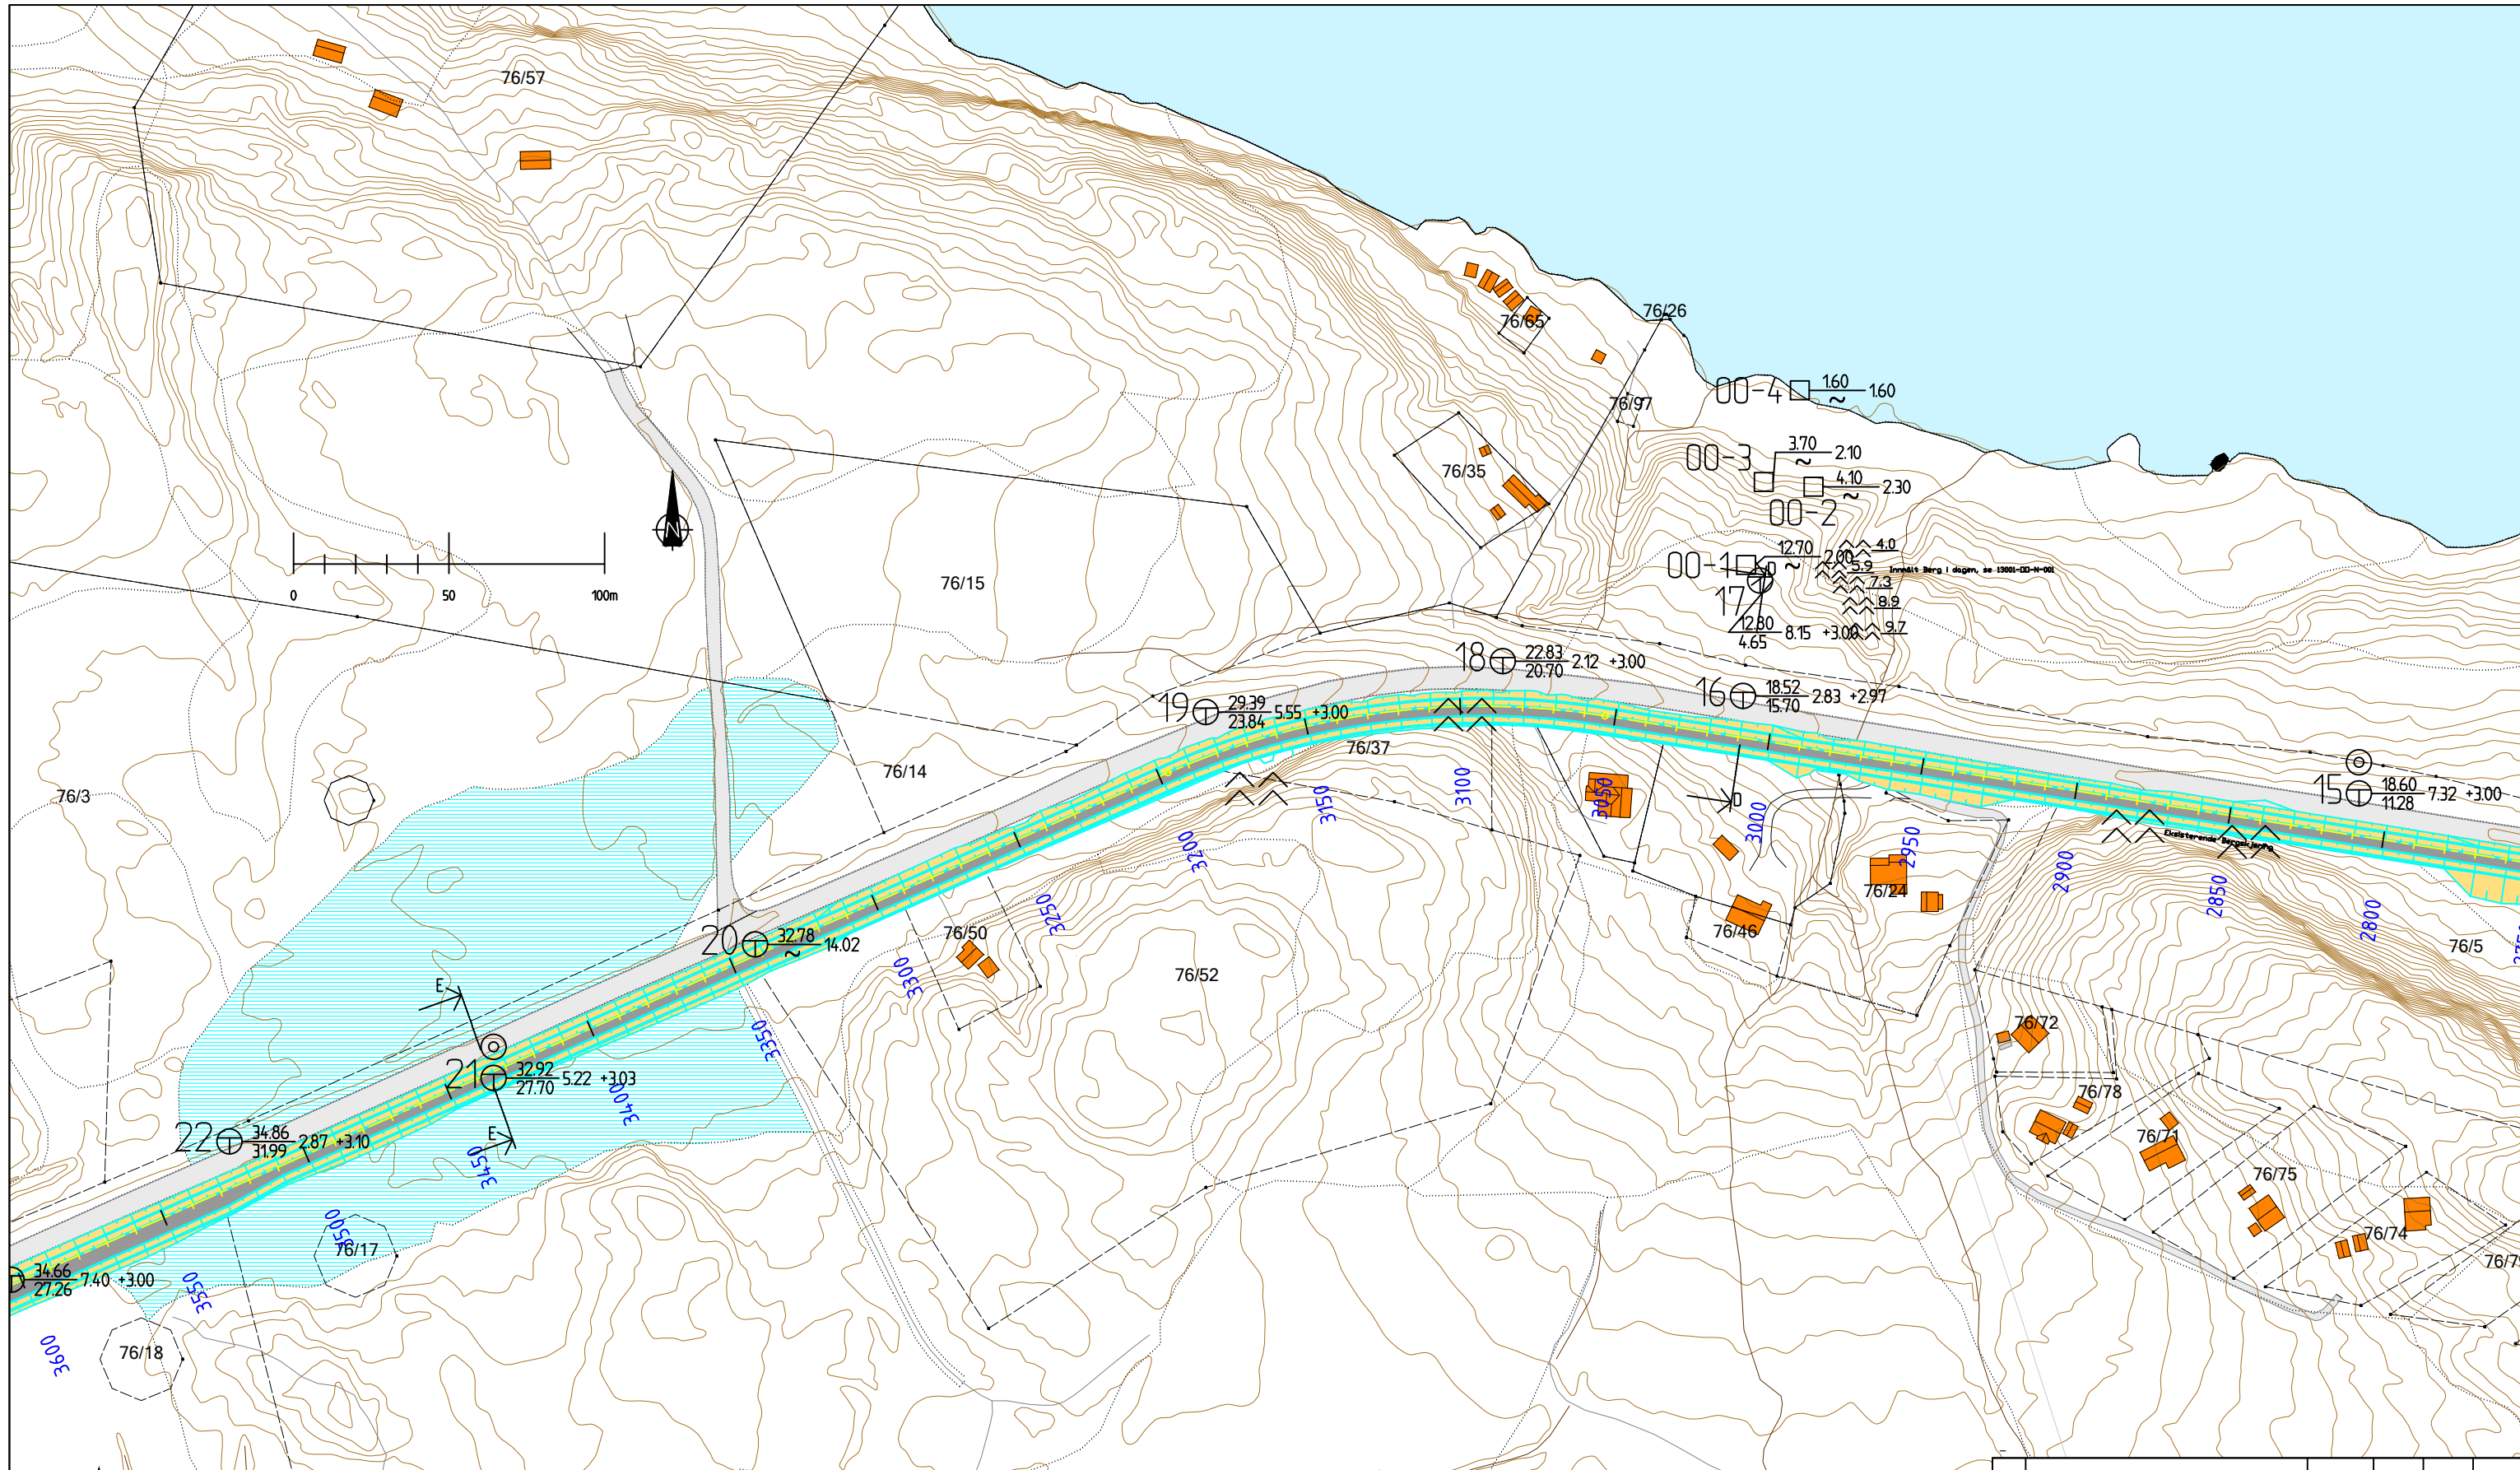 76/57
76/65
76/26
76/97
00-4 1.60 ~ 1.60
00-3 3.70 ~ 2.10
4.10 ~ 2.30
00-2
76/35
N
0 50 100m
76/15
00-1 12.70 ~ 2.00
D
4.0
5.9
Innmålt Berg i dagen, se 13001-DD-N-001
7.3
8.9
9.7
17 12.80 4.65 8.15 +3.00
18 22.83 20.70 2.12 +3.00
16 18.52 15.70 2.83 +2.97
19 29.39 23.84 5.55 +3.00
76/37
76/14
76/3
15 18.60 11.28 7.32 +3.00
Eksisterende Bergskjæring
3150
3100
3050
D
3000
2950
2900
2850
2800
3200
3250
3300
3350
3400
3450
3500
3550
3600
76/24
76/46
76/5
76/50
76/52
20 32.78 ~ 14.02
E
21 32.92 27.70 5.22 +3.03
E
22 34.86 31.99 2.87 +3.10
34.66 27.26 7.40 +3.00
76/17
76/18
76/72
76/78
76/71
76/75
76/74